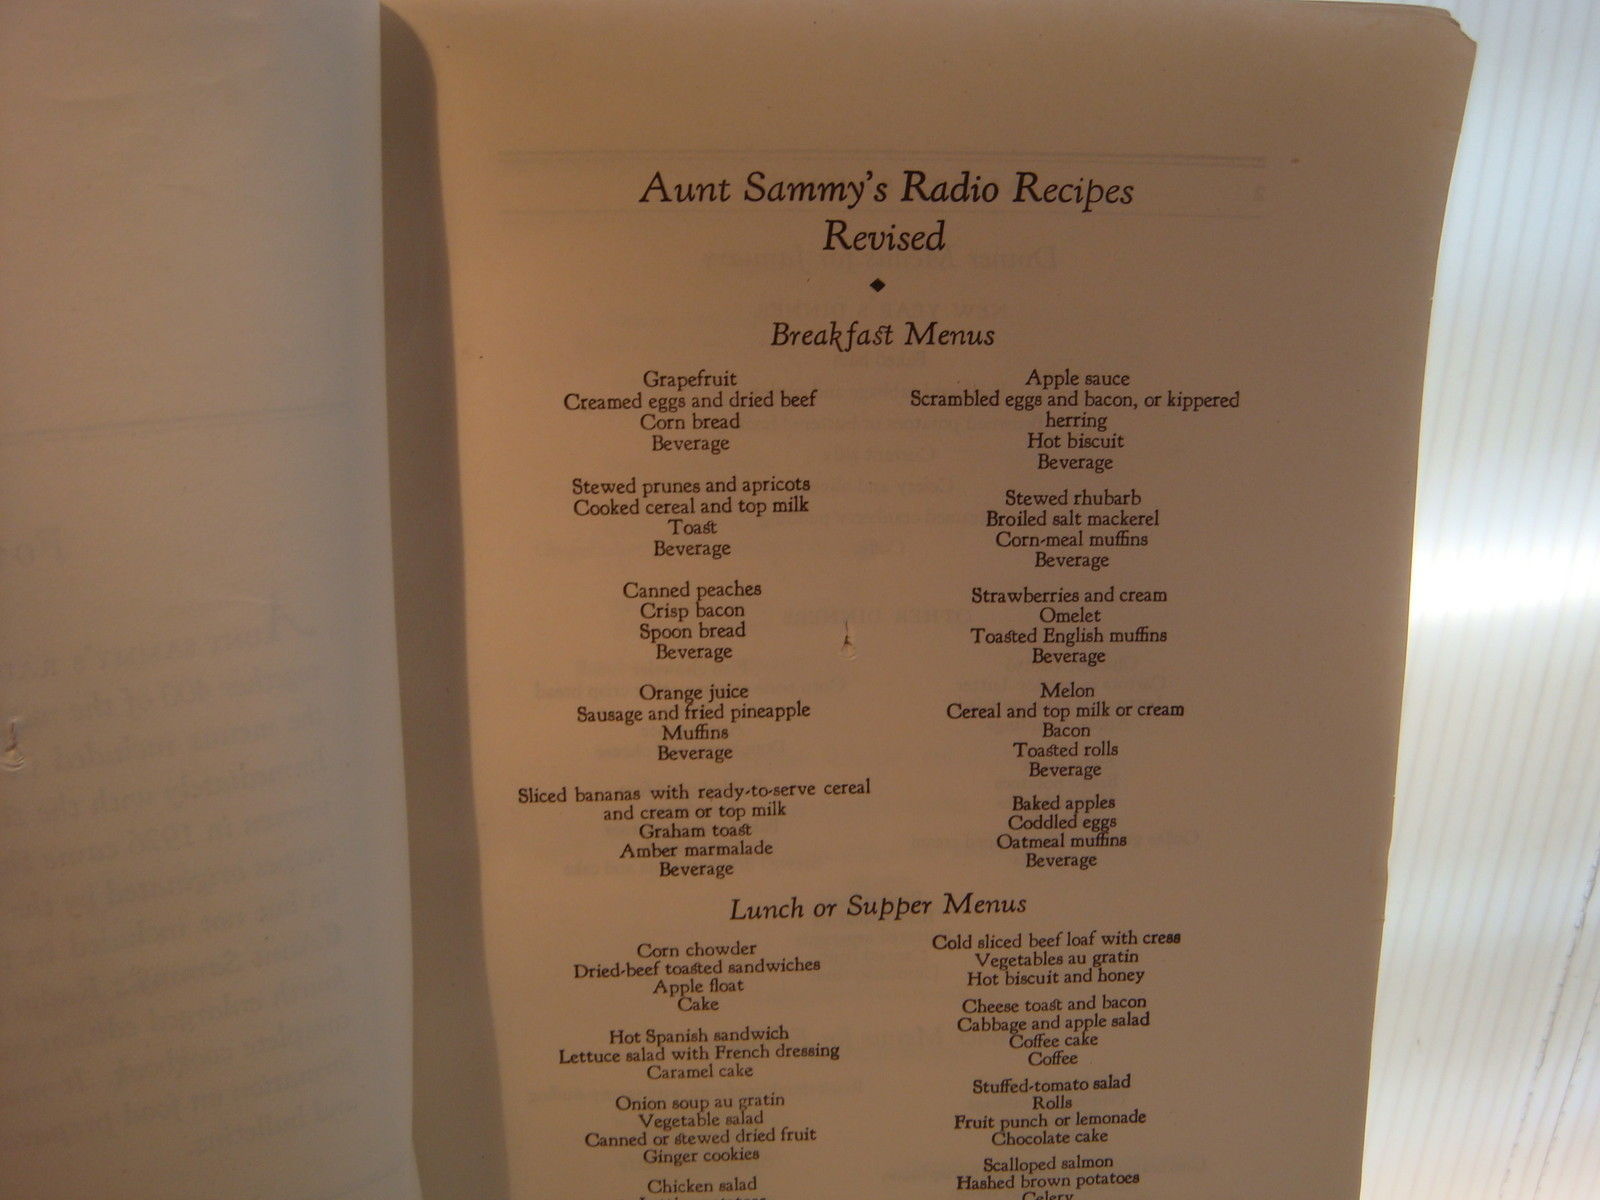 Aunt Sammy's Radio Recipes
Revised
Breakfast Menus
Grapefruit
Creamed eggs and dried beef
Corn bread
Beverage
Stewed prunes and apricots
Cooked cereal and top milk
Toast
Beverage
Canned peaches
Crisp bacon
Spoon bread
Beverage
Orange juice
Sausage and fried pineapple
Muffins
Beverage
Sliced bananas with ready-to-serve cereal
and cream or top milk
Graham toast
Amber marmalade
Beverage
Apple sauce
Scrambled eggs and bacon, or kippered
herring
Hot biscuit
Beverage
Stewed rhubarb
Broiled salt mackerel
Corn-meal muffins
Beverage
Strawberries and cream
Omelet
Toasted English muffins
Beverage
Melon
Cereal and top milk or cream
Bacon
Toasted rolls
Beverage
Baked apples
Coddled eggs
Oatmeal muffins
Beverage
Lunch or Supper Menus
Corn chowder
Dried-beef toasted sandwiches
Apple float
Cake
Hot Spanish sandwich
Lettuce salad with French dressing
Caramel cake
Onion soup au gratin
Vegetable salad
Canned or stewed dried fruit
Ginger cookies
Chicken salad
Cold sliced beef loaf with cress
Vegetables au gratin
Hot biscuit and honey
Cheese toast and bacon
Cabbage and apple salad
Coffee cake
Coffee
Stuffed-tomato salad
Rolls
Fruit punch or lemonade
Chocolate cake
Scalloped salmon
Hashed brown potatoes
Celery